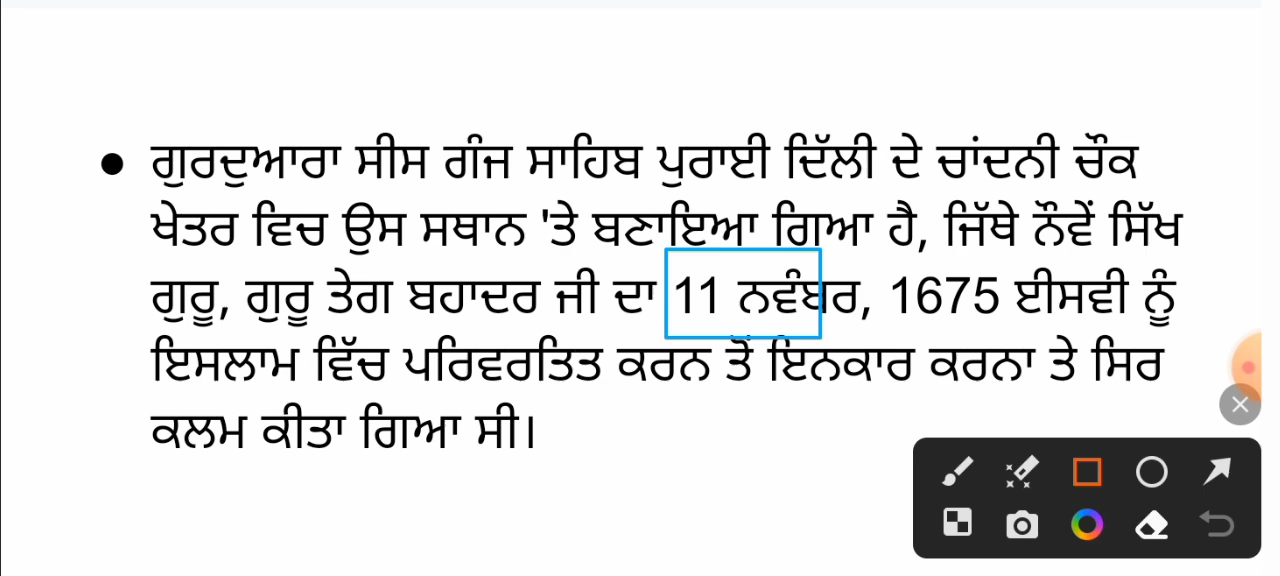 • ਗੁਰਦੁਆਰਾ ਸੀਸ ਗੰਜ ਸਾਹਿਬ ਪੁਰਾਈ ਦਿੱਲੀ ਦੇ ਚਾਂਦਨੀ ਚੌਕ
ਖੇਤਰ ਵਿਚ ਉਸ ਸਥਾਨ 'ਤੇ ਬਣਾਇਆ ਗਿਆ ਹੈ, ਜਿੱਥੇ ਨੌਵੇਂ ਸਿੱਖ
ਗੁਰੂ, ਗੁਰੂ ਤੇਗ ਬਹਾਦਰ ਜੀ ਦਾ 11 ਨਵੰਬਰ, 1675 ਈਸਵੀ ਨੂੰ
ਇਸਲਾਮ ਵਿੱਚ ਪਰਿਵਰਤਿਤ ਕਰਨ ਤੋਂ ਇਨਕਾਰ ਕਰਨਾ ਤੇ ਸਿਰ
ਕਲਮ ਕੀਤਾ ਗਿਆ ਸੀ।